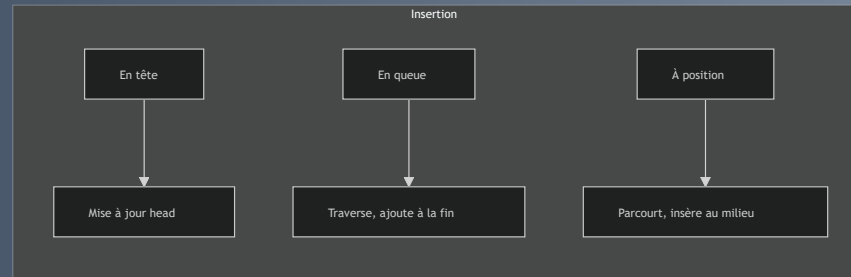 Insertion
En tête
En queue
À position
Mise à jour head
Traverse, ajoute à la fin
Parcourt, insère au milieu